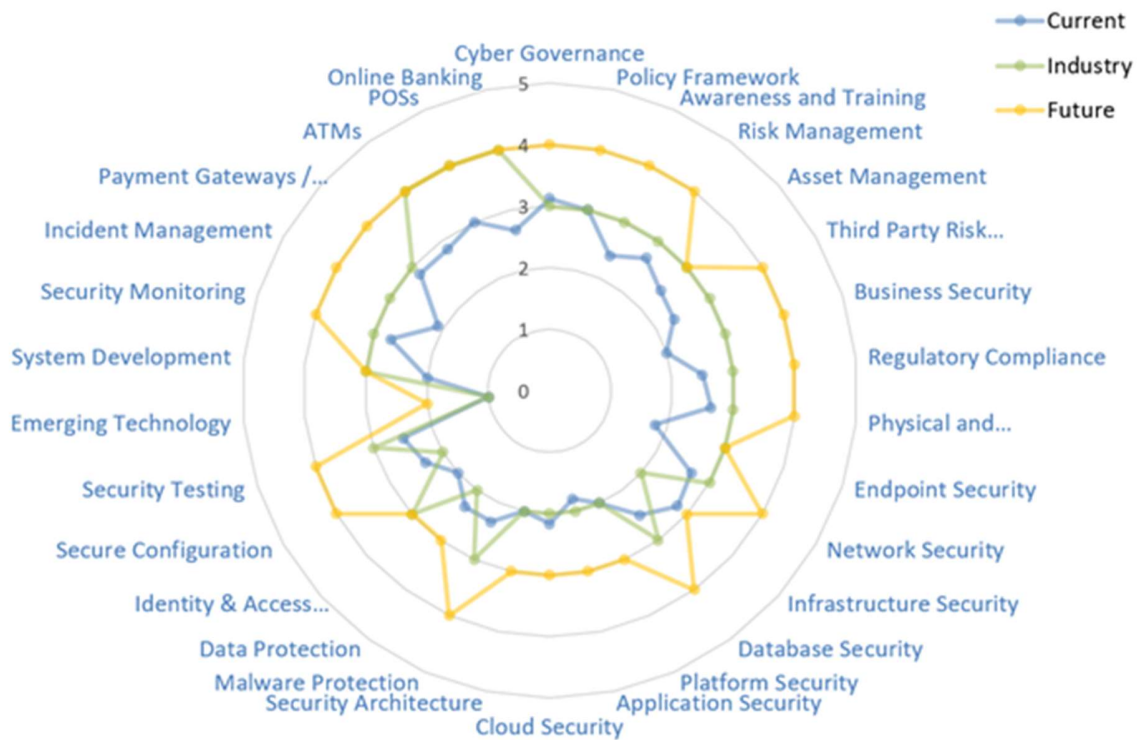 Current
Industry
Future
Cyber Governance
Policy Framework
Awareness and Training
Risk Management
Asset Management
Third Party Risk...
Business Security
Regulatory Compliance
Physical and...
Endpoint Security
Network Security
Infrastructure Security
Database Security
Platform Security
Application Security
Cloud Security
Security Architecture
Malware Protection
Data Protection
Identity & Access...
Secure Configuration
Security Testing
Emerging Technology
System Development
Security Monitoring
Incident Management
Payment Gateways /...
ATMs
POSs
Online Banking
5
4
3
2
1
0